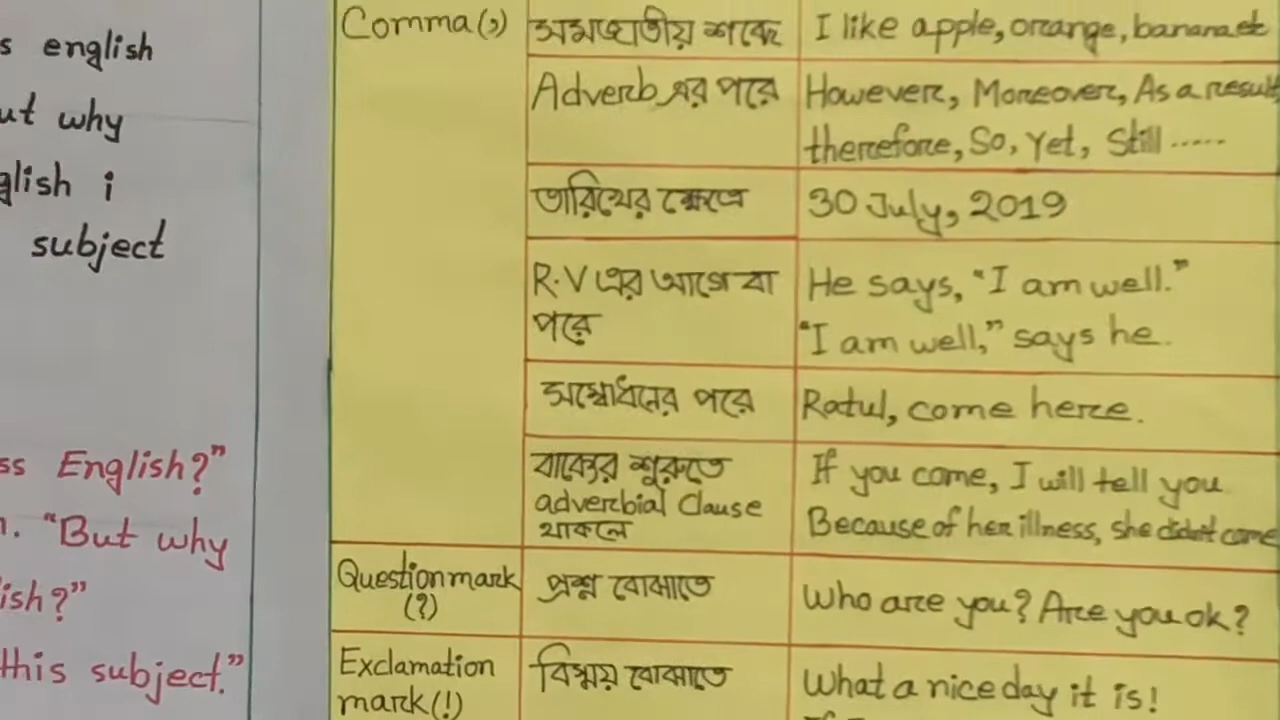 s english
ut why
glish i
subject
ss English?”
n. “But why
ish?”
this subject.”
Comma(,)
সমজাতীয় শব্দে
I like apple, orange, banana etc
Adverb এর পরে
However, Moreover, As a result
therefore, So, Yet, Still ......
তারিখের ক্ষেত্রে
30 July, 2019
R.V এর আগে বা
পরে
He says, “I am well.”
“I am well,” says he.
সম্বোধনের পরে
Ratul, come here.
বাক্যের শুরুতে
adverbial Clause
থাকলে
If you come, I will tell you.
Because of her illness, she didn't come
Question mark
(?)
প্রশ্ন বোঝাতে
Who are you? Are you ok?
Exclamation
mark(!)
বিস্ময় বোঝাতে
What a nice day it is!